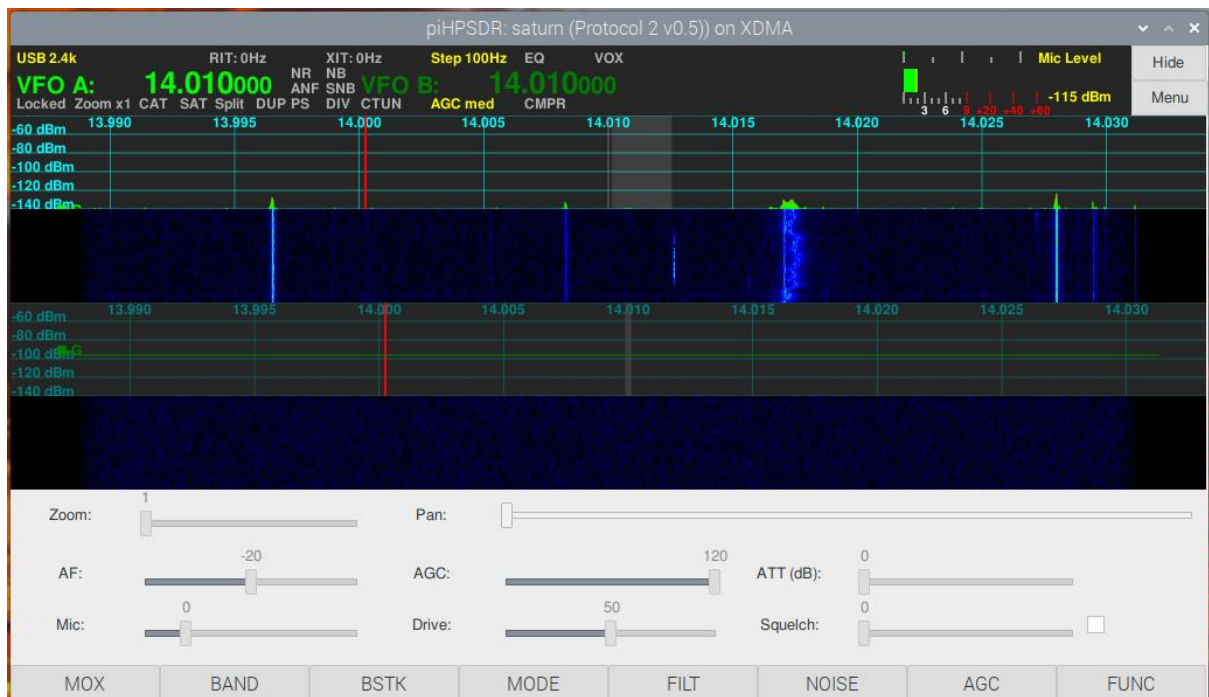 piHPSDR: saturn (Protocol 2 v0.5)) on XDMA
USB 2.4k RIT: 0Hz XIT: 0Hz Step 100Hz EQ VOX Mic Level Hide
VFO A: 14.010000 NR NB ANF SNB VFO B: 14.010000
Locked Zoom x1 CAT SAT Split DUP PS DIV CTUN AGC med CMPR -115 dBm Menu
3 6 9 +20 +40 +60
13.990 13.995 14.000 14.005 14.010 14.015 14.020 14.025 14.030
-60 dBm
-80 dBm
-100 dBm
-120 dBm
-140 dBm
13.990 13.995 14.000 14.005 14.010 14.015 14.020 14.025 14.030
-60 dBm
-80 dBm
-100 dBm
-120 dBm
-140 dBm
1
Zoom: Pan:
-20 120 0
AF: AGC: ATT (dB):
0 50 0
Mic: Drive: Squelch:
MOX BAND BSTK MODE FILT NOISE AGC FUNC